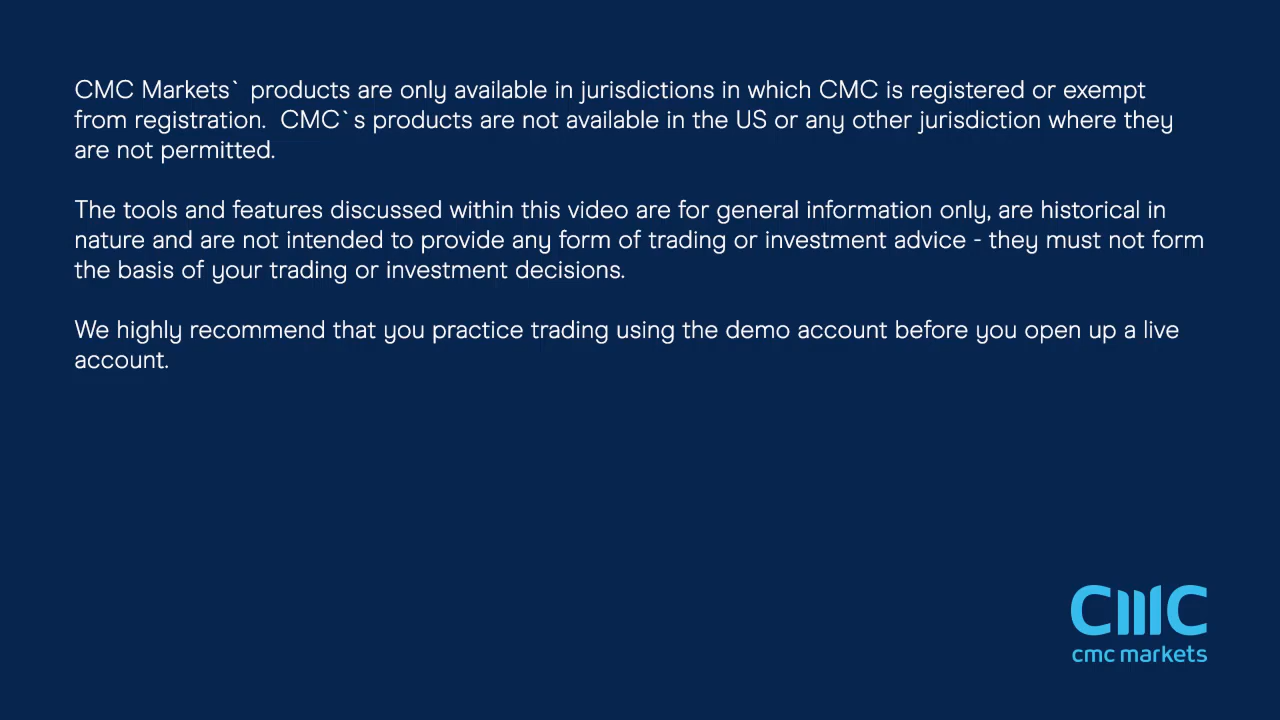 CMC Markets` products are only available in jurisdictions in which CMC is registered or exempt
from registration.  CMC`s products are not available in the US or any other jurisdiction where they
are not permitted.
The tools and features discussed within this video are for general information only, are historical in
nature and are not intended to provide any form of trading or investment advice - they must not form
the basis of your trading or investment decisions.
We highly recommend that you practice trading using the demo account before you open up a live
account.
CMC
cmc markets